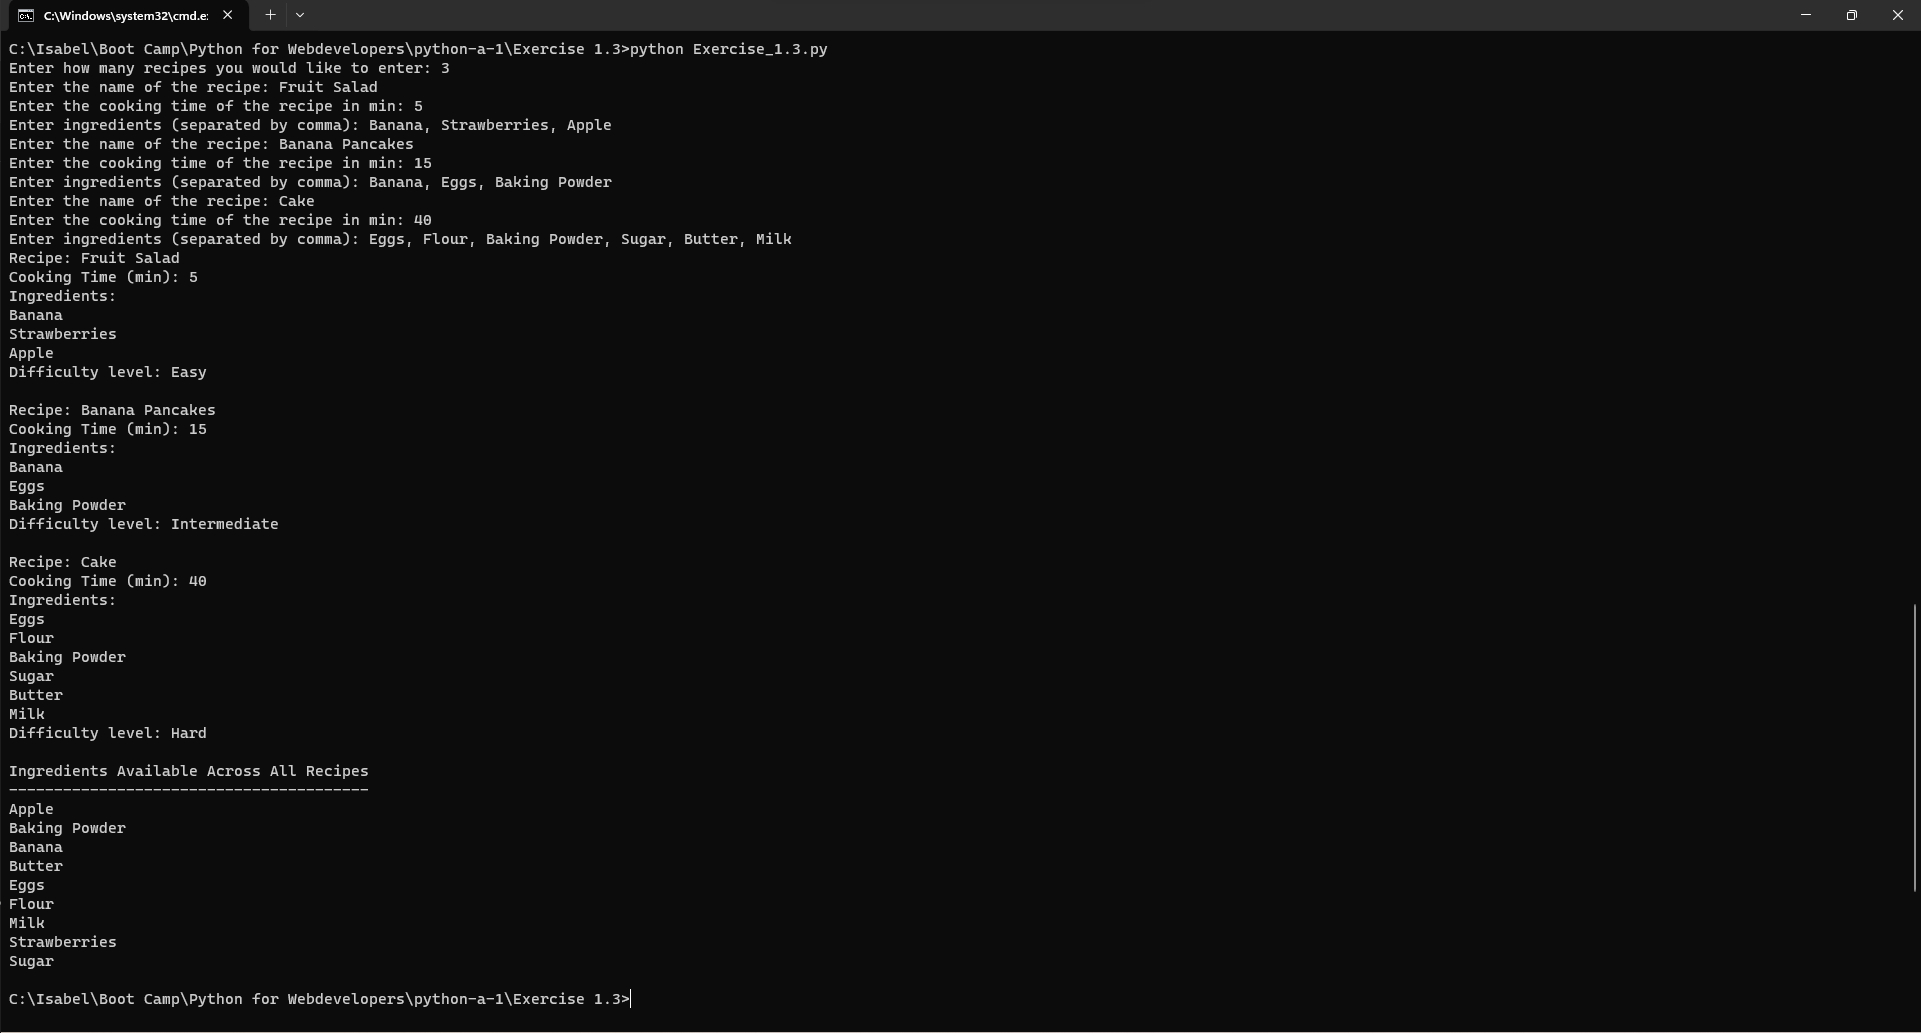 C:\Windows\system32\cmd.e:
C:\Isabel\Boot Camp\Python for Webdevelopers\python-a-1\Exercise 1.3>python Exercise_1.3.py
Enter how many recipes you would like to enter: 3
Enter the name of the recipe: Fruit Salad
Enter the cooking time of the recipe in min: 5
Enter ingredients (separated by comma): Banana, Strawberries, Apple
Enter the name of the recipe: Banana Pancakes
Enter the cooking time of the recipe in min: 15
Enter ingredients (separated by comma): Banana, Eggs, Baking Powder
Enter the name of the recipe: Cake
Enter the cooking time of the recipe in min: 40
Enter ingredients (separated by comma): Eggs, Flour, Baking Powder, Sugar, Butter, Milk
Recipe: Fruit Salad
Cooking Time (min): 5
Ingredients:
Banana
Strawberries
Apple
Difficulty level: Easy
Recipe: Banana Pancakes
Cooking Time (min): 15
Ingredients:
Banana
Eggs
Baking Powder
Difficulty level: Intermediate
Recipe: Cake
Cooking Time (min): 40
Ingredients:
Eggs
Flour
Baking Powder
Sugar
Butter
Milk
Difficulty level: Hard
Ingredients Available Across All Recipes
----------------------------------------
Apple
Baking Powder
Banana
Butter
Eggs
Flour
Milk
Strawberries
Sugar
C:\Isabel\Boot Camp\Python for Webdevelopers\python-a-1\Exercise 1.3>